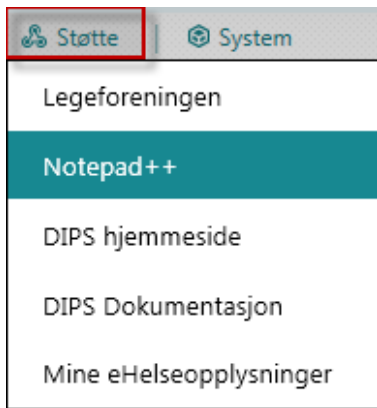 Støtte | System
Legeforeningen
Notepad++
DIPS hjemmeside
DIPS Dokumentasjon
Mine eHelseopplysninger